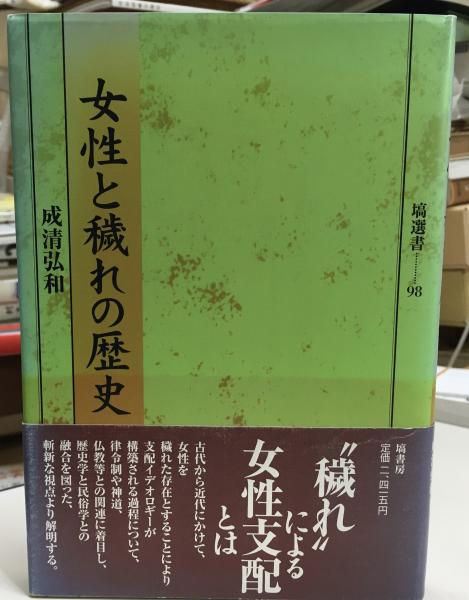 女性と穢れの歴史
成清弘和
塙選書…………98
塙書房
定価二、四一五円
〝穢れ〟
による
女性支配
とは
古代から近代にかけて、
女性を
穢れた存在とすることにより
支配イデオロギーが
構築される過程について、
律令制や神道、
仏教等との関連に着目し、
歴史学と民俗学との
融合を図った、
斬新な視点より解明する。